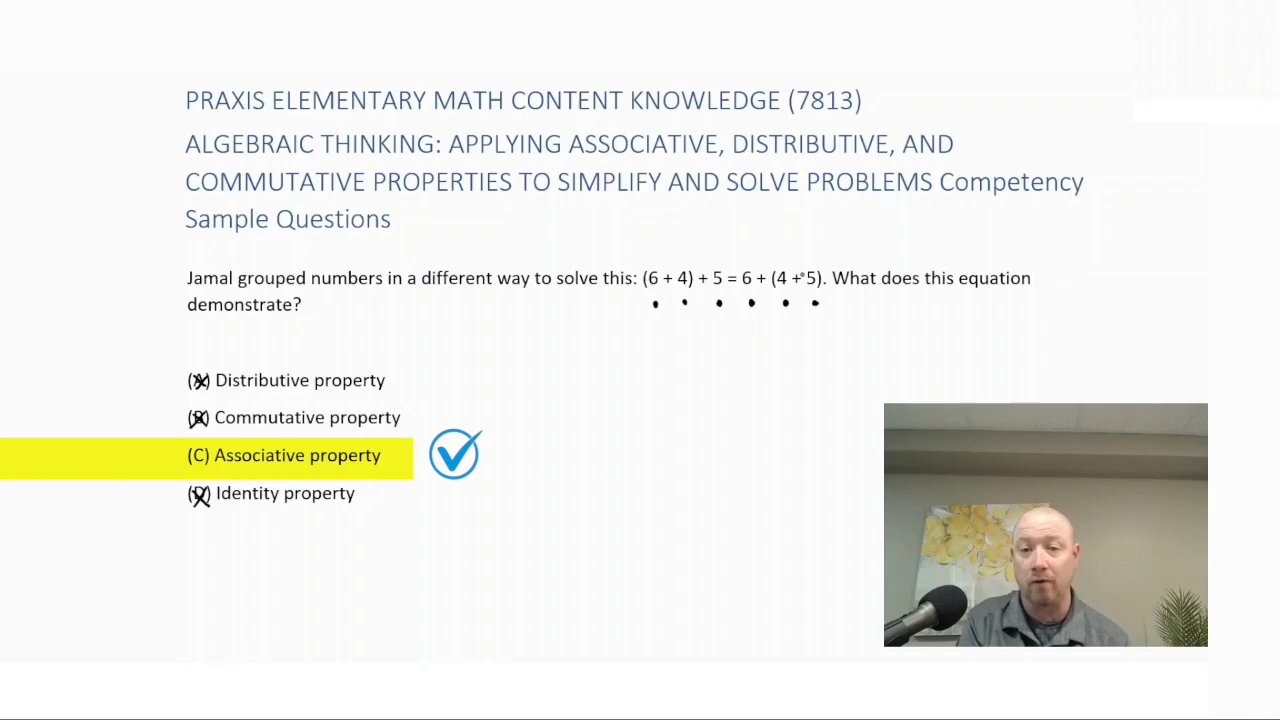 PRAXIS ELEMENTARY MATH CONTENT KNOWLEDGE (7813)
ALGEBRAIC THINKING: APPLYING ASSOCIATIVE, DISTRIBUTIVE, AND
COMMUTATIVE PROPERTIES TO SIMPLIFY AND SOLVE PROBLEMS Competency
Sample Questions
Jamal grouped numbers in a different way to solve this: (6 + 4) + 5 = 6 + (4 + 5). What does this equation
demonstrate?
(A) Distributive property
(B) Commutative property
(C) Associative property
(D) Identity property